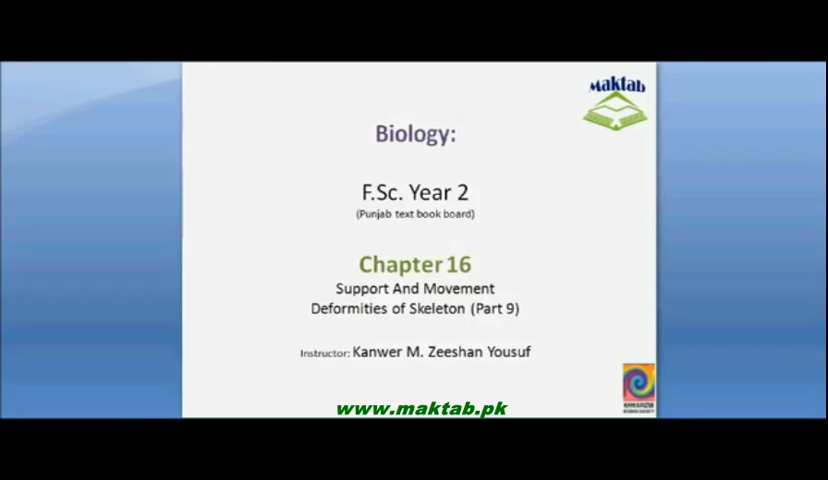 Maktab
Biology:
F.Sc. Year 2
(Punjab text book board)
Chapter 16
Support And Movement
Deformities of Skeleton (Part 9)
Instructor: Kanwer M. Zeeshan Yousuf
www.maktab.pk